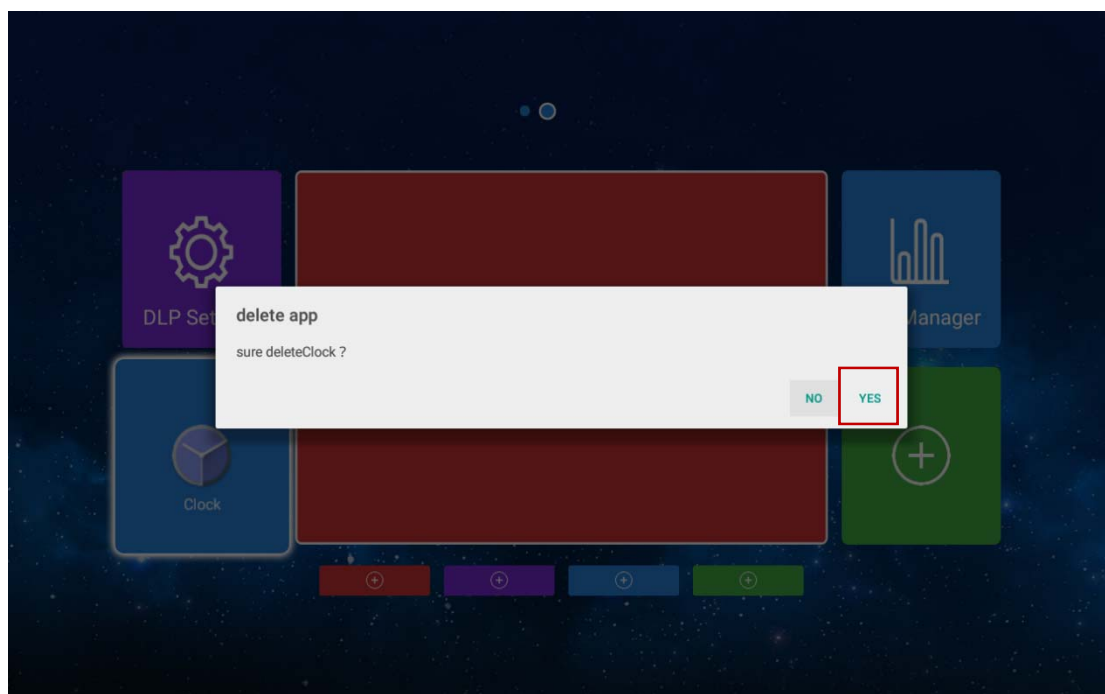 DLP Set
Manager
delete app
sure deleteClock ?
NO
YES
Clock